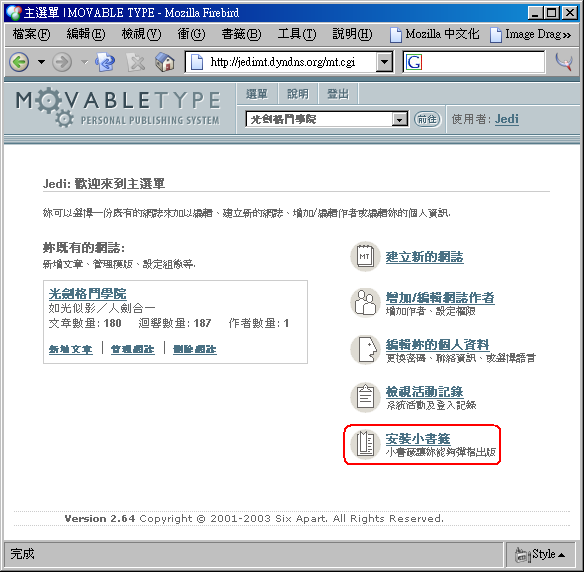 主選單 | MOVABLE TYPE - Mozilla Firebird
檔案(F) 編輯(E) 檢視(V) 衝(G) 書籤(B) 工具(T) 說明(H) Mozilla 中文化 Image Drag»
http://jedimt.dyndns.org/mt.cgi
MOVABLETYPE
PERSONAL PUBLISHING SYSTEM
選單 說明 登出
光劍格鬥學院 前往 使用者: Jedi
Jedi: 歡迎來到主選單
妳可以選擇一份既有的網誌來加以編輯、建立新的網誌、增加/編輯作者或編輯妳的個人資訊.
妳既有的網誌:
新增文章、管理模版、設定組態等.
光劍格鬥學院
如光似影／人劍合一
文章數量: 180 迴響數量: 187 作者數量: 1
新增文章 管理網誌 刪除網誌
建立新的網誌
增加/編輯網誌作者
增加作者、設定權限
編輯妳的個人資料
更換密碼、聯絡資訊、或選擇語言
檢視活動記錄
系統活動及登入記錄
安裝小書籤
小書籤讓妳能夠彈指出版
Version 2.64 Copyright © 2001-2003 Six Apart. All Rights Reserved.
完成
Style